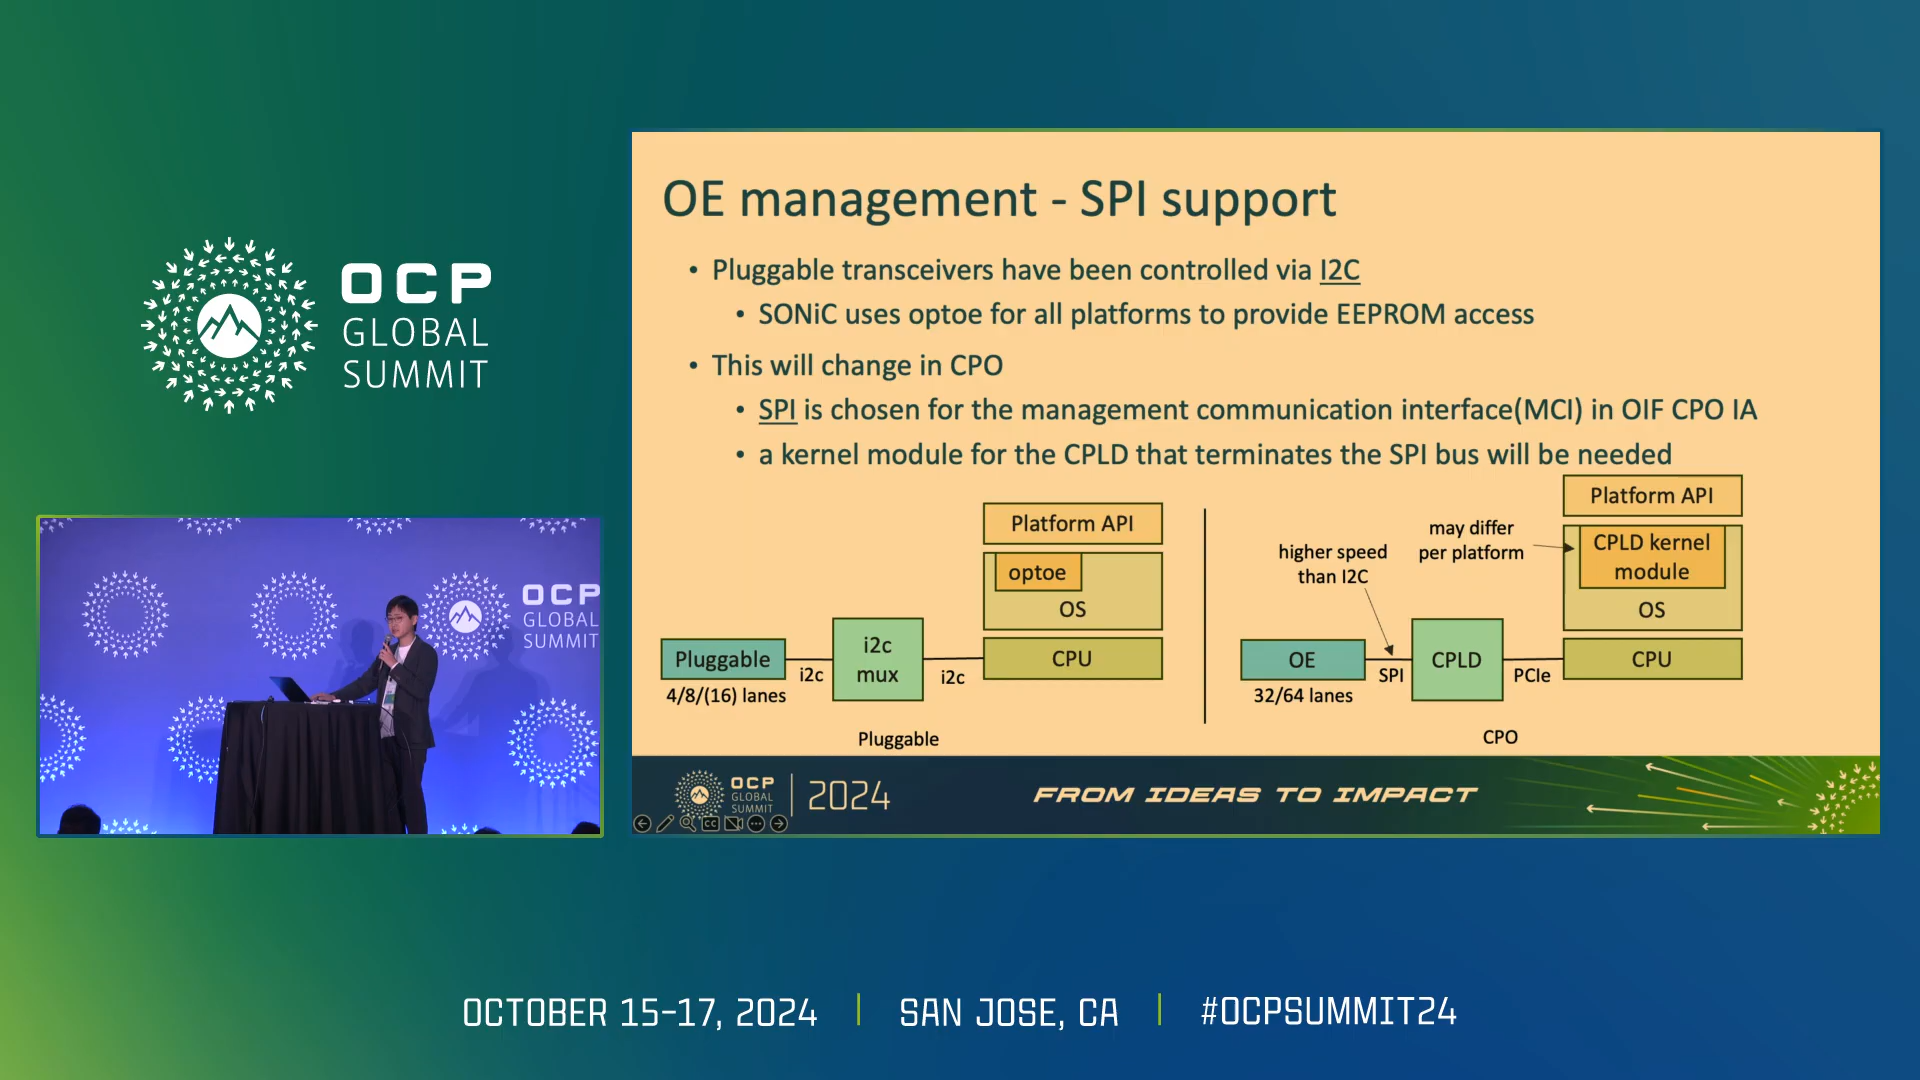 OCP
GLOBAL
SUMMIT
OE management - SPI support
• Pluggable transceivers have been controlled via I2C
• SONiC uses optoe for all platforms to provide EEPROM access
• This will change in CPO
• SPI is chosen for the management communication interface(MCI) in OIF CPO IA
• a kernel module for the CPLD that terminates the SPI bus will be needed
Platform API
optoe
OS
CPU
Pluggable
i2c
i2c
mux
i2c
4/8/(16) lanes
Pluggable
Platform API
may differ
per platform
CPLD kernel
module
higher speed
than I2C
OS
OE
SPI
CPLD
PCIe
CPU
32/64 lanes
CPO
OCP
GLOBAL
SUMMIT
2024
FROM IDEAS TO IMPACT
CC
OCP
GLOBAL
SUMMIT
OCTOBER 15-17, 2024
SAN JOSE, CA
#OCPSUMMIT24